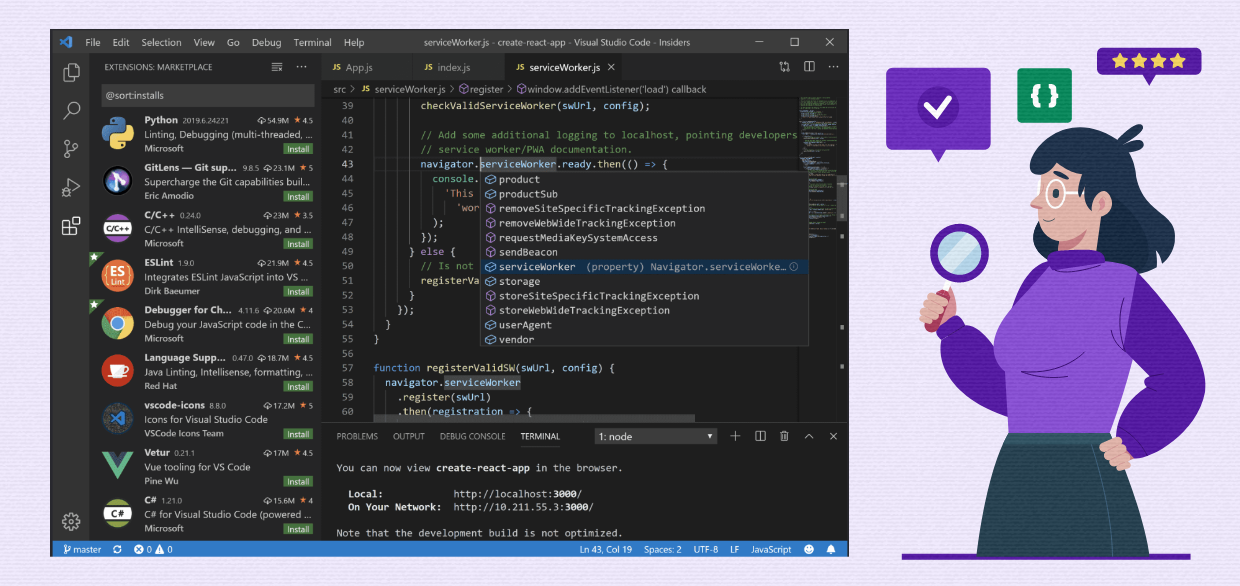 File Edit Selection View Go Debug Terminal Help serviceWorker.js - create-react-app - Visual Studio Code - Insiders
EXTENSIONS: MARKETPLACE
@sort:installs
Python 2019.6.24221 54.9M ★ 4.5
Linting, Debugging (multi-threaded, ...
Microsoft Install
GitLens — Git sup... 9.8.5 23.1M ★ 5
Supercharge the Git capabilities buil...
Eric Amodio Install
C/C++
C/C++ 0.24.0 23M ★ 3.5
C/C++ IntelliSense, debugging, and ...
Microsoft Install
ES
Lint
ESLint 1.9.0 21.9M ★ 4.5
Integrates ESLint JavaScript into VS ...
Dirk Baeumer Install
Debugger for Ch... 4.11.6 20.6M ★ 4
Debug your JavaScript code in the C...
Microsoft Install
Language Supp... 0.47.0 18.7M ★ 4.5
Java Linting, Intellisense, formatting, ...
Red Hat Install
vscode-icons 8.8.0 17.2M ★ 5
Icons for Visual Studio Code
VSCode Icons Team Install
Vetur 0.21.1 17M ★ 4.5
Vue tooling for VS Code
Pine Wu Install
C#
C# 1.21.0 15.6M ★ 4
C# for Visual Studio Code (powered ...
Microsoft Install
JS App.js JS index.js JS serviceWorker.js
src > JS serviceWorker.js > register > window.addEventListener('load') callback
39 checkValidServiceWorker(swUrl, config);
40
41 // Add some additional logging to localhost, pointing developers
42 // service worker/PWA documentation.
43 navigator.serviceWorker.ready.then(() => {
44 console.
45 'This
46 'wor
47 );
48 });
49 } else {
50 // Is not
51 registerVa
52 }
53 });
54 }
55 }
56
57 function registerValidSW(swUrl, config) {
58 navigator.serviceWorker
59 .register(swUrl)
60 .then(registration => {
product
productSub
removeSiteSpecificTrackingException
removeWebWideTrackingException
requestMediaKeySystemAccess
sendBeacon
serviceWorker (property) Navigator.serviceWorke...
storage
storeSiteSpecificTrackingException
storeWebWideTrackingException
userAgent
vendor
PROBLEMS OUTPUT DEBUG CONSOLE TERMINAL 1: node
You can now view create-react-app in the browser.
Local: http://localhost:3000/
On Your Network: http://10.211.55.3:3000/
Note that the development build is not optimized.
master 0 0 Ln 43, Col 19 Spaces: 2 UTF-8 LF JavaScript
{}